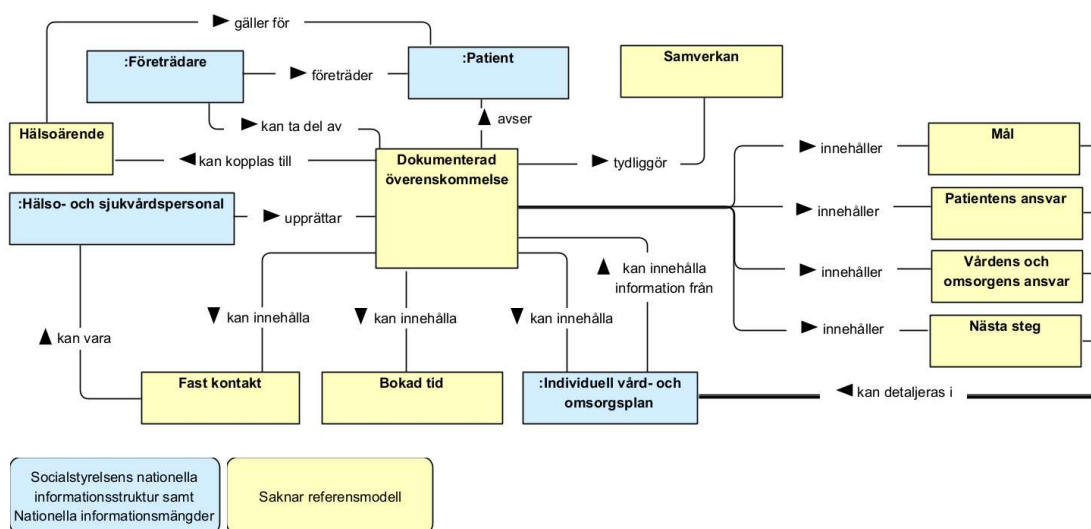 gäller för
:Företrädare
företräder
:Patient
Samverkan
kan ta del av
avser
Hälsoärende
kan kopplas till
Dokumenterad
överenskommelse
tydliggör
innehåller
Mål
:Hälso- och sjukvårdspersonal
upprättar
innehåller
Patientens ansvar
kan innehålla
information från
innehåller
Vårdens och
omsorgens ansvar
kan vara
kan innehålla
kan innehålla
kan innehålla
innehåller
Nästa steg
Fast kontakt
Bokad tid
:Individuell vård- och
omsorgsplan
kan detaljeras i
Socialstyrelsens nationella
informationsstruktur samt
Nationella informationsmängder
Saknar referensmodell